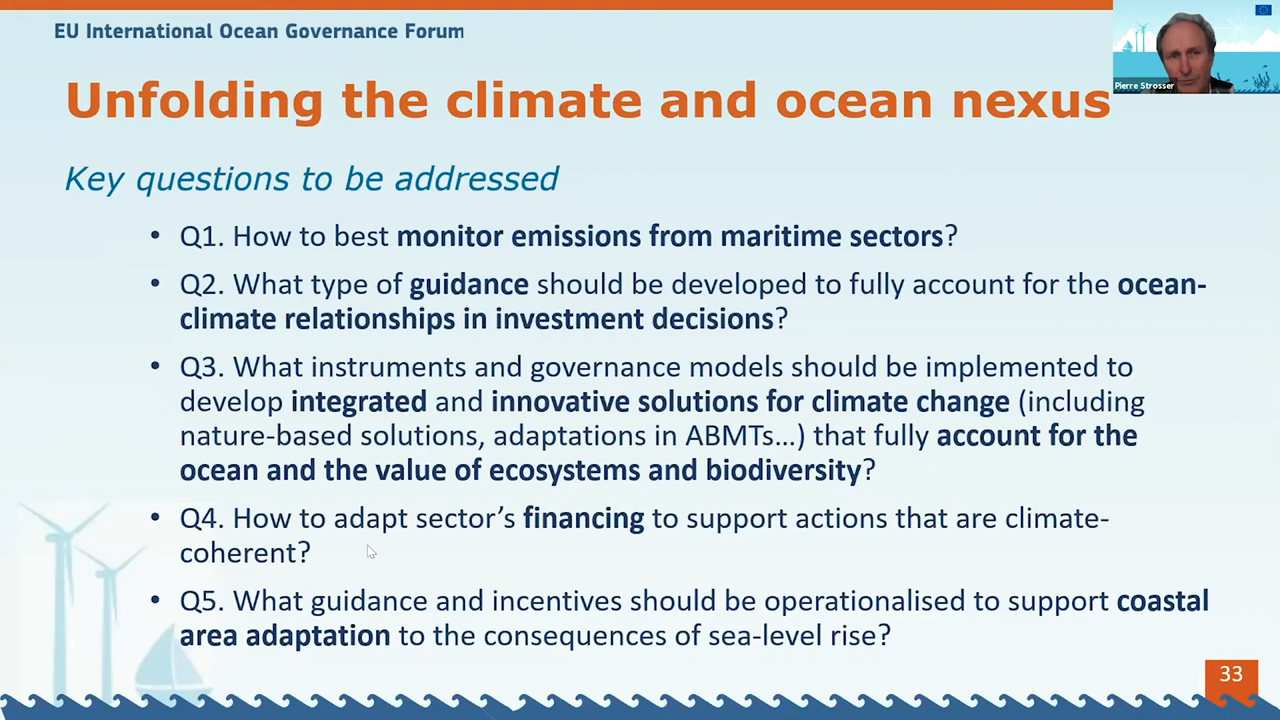 EU International Ocean Governance Forum
Unfolding the climate and ocean nexus
Pierre Strosser
Key questions to be addressed
• Q1. How to best monitor emissions from maritime sectors?
• Q2. What type of guidance should be developed to fully account for the ocean-
climate relationships in investment decisions?
• Q3. What instruments and governance models should be implemented to
develop integrated and innovative solutions for climate change (including
nature-based solutions, adaptations in ABMTs...) that fully account for the
ocean and the value of ecosystems and biodiversity?
• Q4. How to adapt sector’s financing to support actions that are climate-
coherent?
• Q5. What guidance and incentives should be operationalised to support coastal
area adaptation to the consequences of sea-level rise?
33